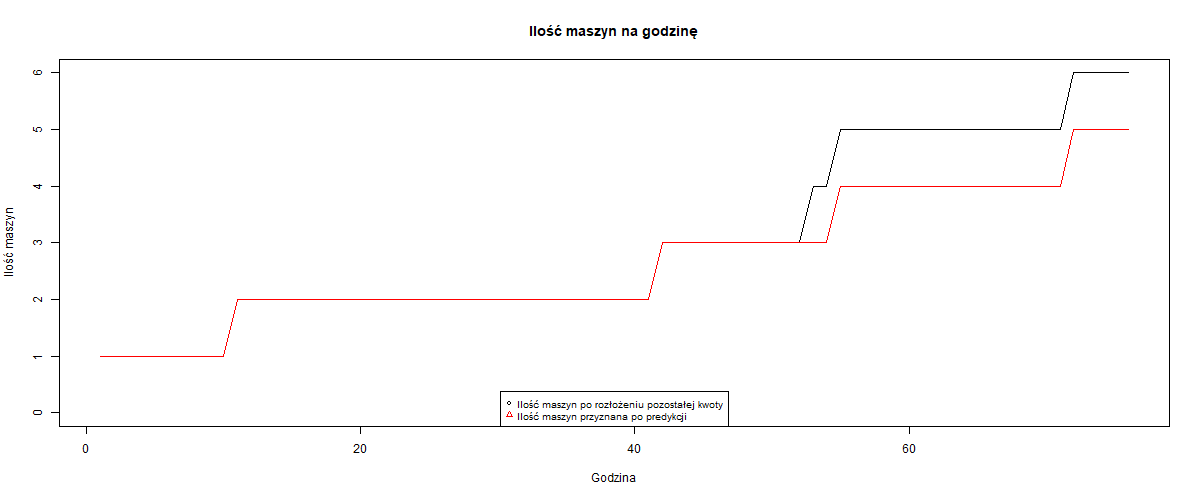 Ilość maszyn na godzinę
Ilość maszyn
6
5
4
3
2
1
0
Ilość maszyn po rozłożeniu pozostałej kwoty
Ilość maszyn przyznana po predykcji
0 20 40 60
Godzina